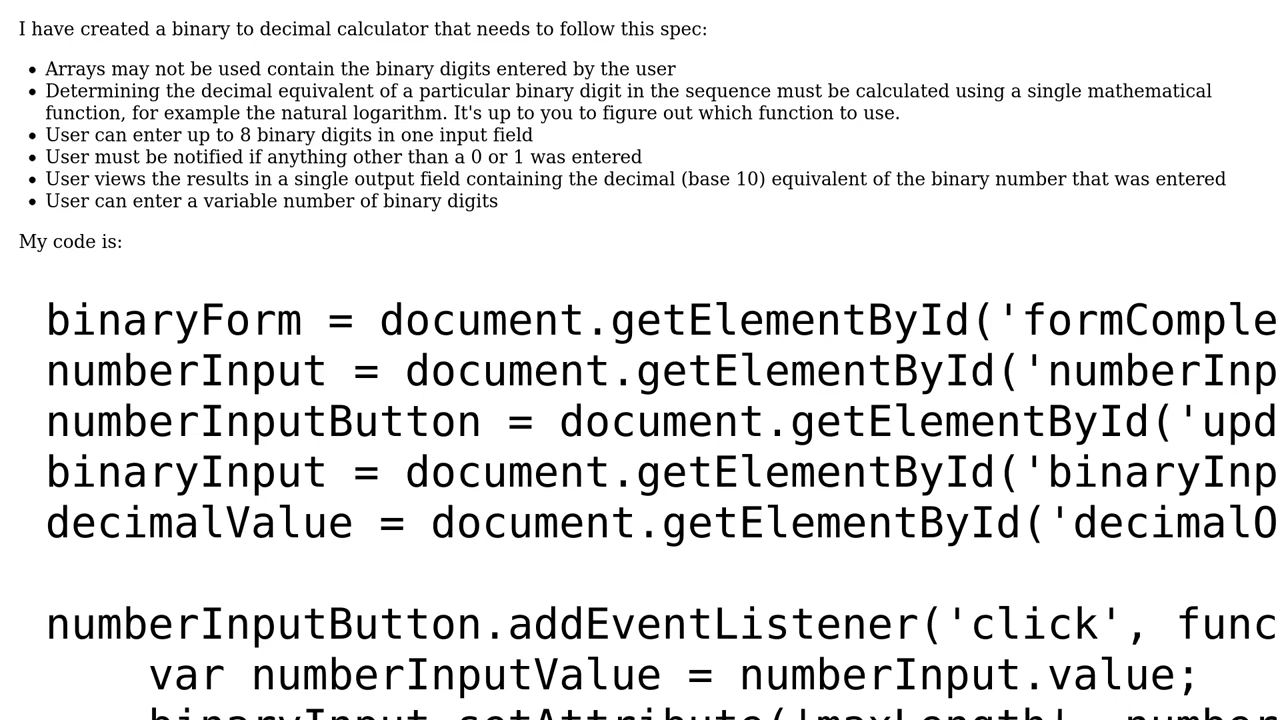 I have created a binary to decimal calculator that needs to follow this spec:
• Arrays may not be used contain the binary digits entered by the user
• Determining the decimal equivalent of a particular binary digit in the sequence must be calculated using a single mathematical
function, for example the natural logarithm. It's up to you to figure out which function to use.
• User can enter up to 8 binary digits in one input field
• User must be notified if anything other than a 0 or 1 was entered
• User views the results in a single output field containing the decimal (base 10) equivalent of the binary number that was entered
• User can enter a variable number of binary digits
My code is:
binaryForm = document.getElementById('formComple
numberInput = document.getElementById('numberInp
numberInputButton = document.getElementById('upd
binaryInput = document.getElementById('binaryInp
decimalValue = document.getElementById('decimalO
numberInputButton.addEventListener('click', func
var numberInputValue = numberInput.value;
binaryInput.setAttribute('maxLength', number